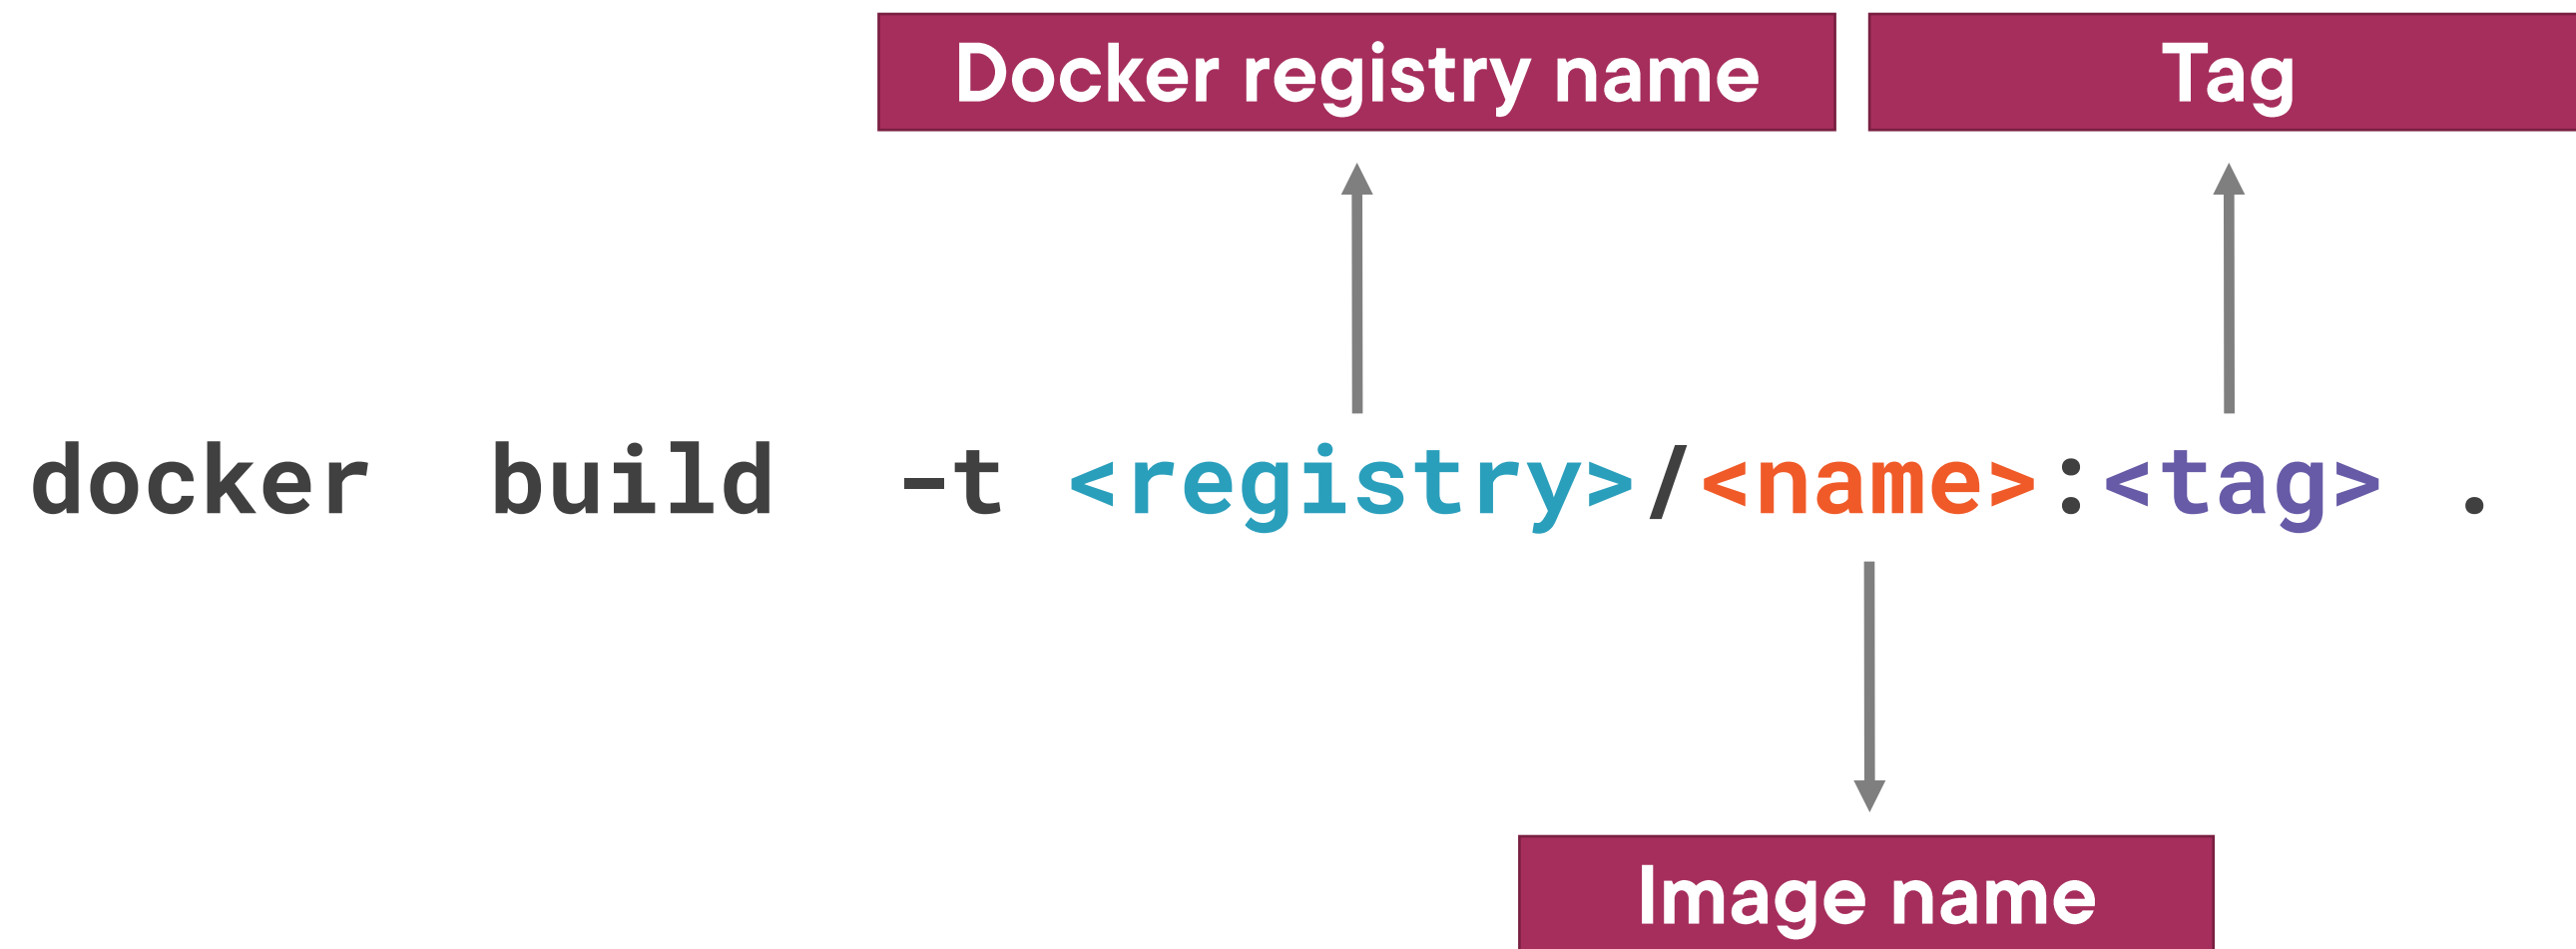 Docker registry name
Tag
docker build -t <registry>/<name>:<tag> .
Image name